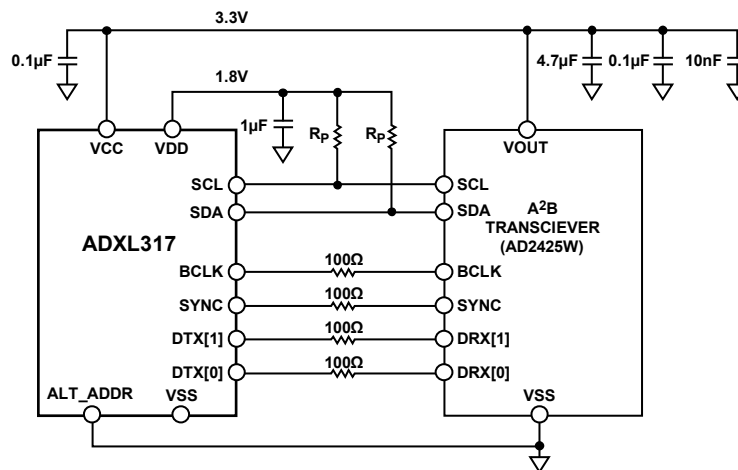 3.3V
0.1µF
4.7µF
0.1µF
10nF
1.8V
1µF
RP
RP
VCC
VDD
VOUT
SCL
SCL
SDA
SDA
A²B
TRANSCIEVER
(AD2425W)
ADXL317
BCLK
100Ω
BCLK
SYNC
100Ω
SYNC
DTX[1]
100Ω
DRX[1]
DTX[0]
100Ω
DRX[0]
ALT_ADDR
VSS
VSS